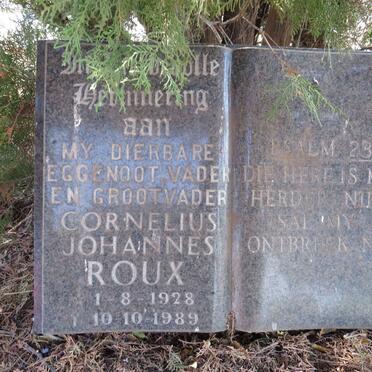 In Liefdevolle
Herinnering
aan
MY DIERBARE
EGGENOOT, VADER
EN GROOTVADER
CORNELIUS
JOHANNES
ROUX
1-8-1928
10-10-1989
PSALM 23
DIE HERE IS
HERDER, NI
SAL MY
ONTBREEK N